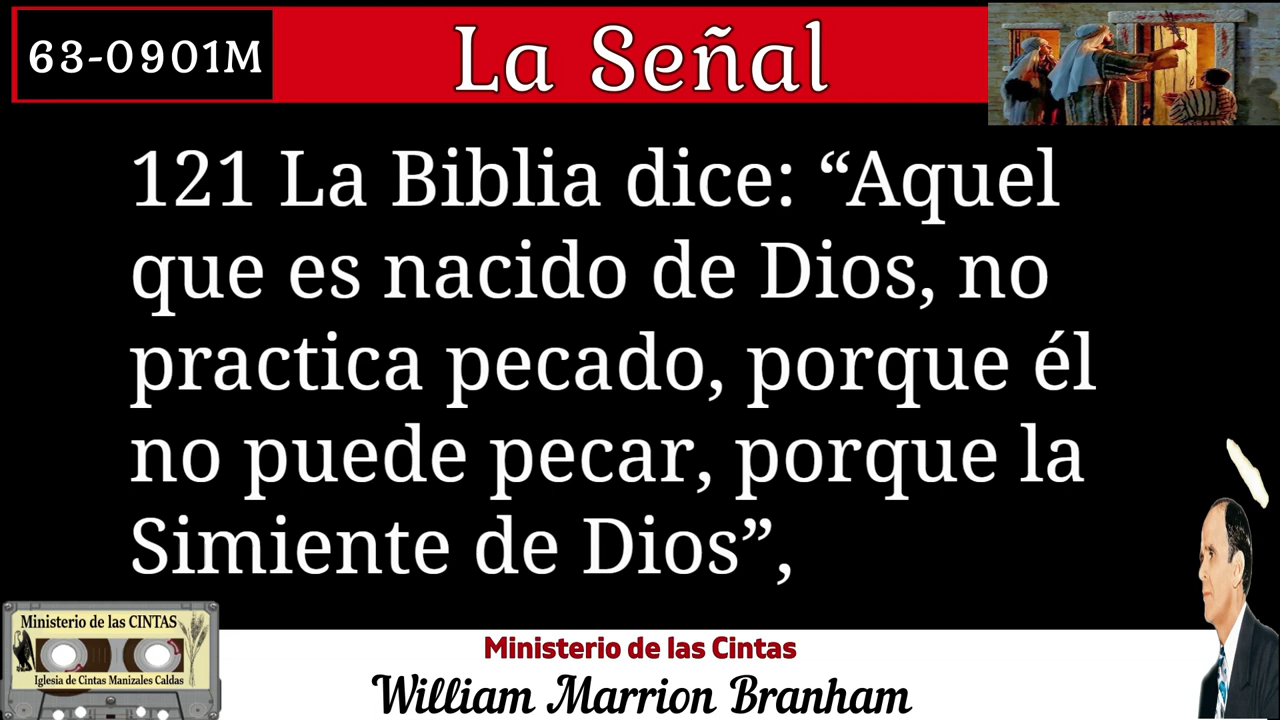 63-0901M
La Señal
121 La Biblia dice: “Aquel
que es nacido de Dios, no
practica pecado, porque él
no puede pecar, porque la
Simiente de Dios”,
Ministerio de las CINTAS
Iglesia de Cintas Manizales Caldas
Ministerio de las Cintas
William Marrion Branham